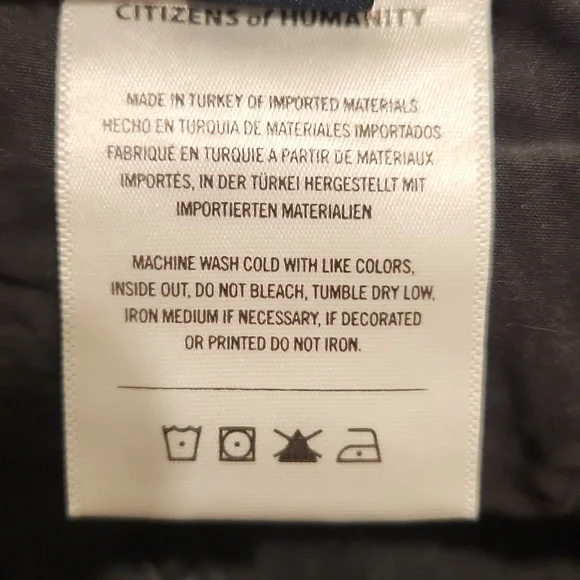 CITIZENS of HUMANITY
MADE IN TURKEY OF IMPORTED MATERIALS
HECHO EN TURQUIA DE MATERIALES IMPORTADOS
FABRIQUÉ EN TURQUIE A PARTIR DE MATÉRIAUX
IMPORTÉS, IN DER TÜRKEI HERGESTELLT MIT
IMPORTIERTEN MATERIALIEN
MACHINE WASH COLD WITH LIKE COLORS,
INSIDE OUT, DO NOT BLEACH, TUMBLE DRY LOW,
IRON MEDIUM IF NECESSARY, IF DECORATED
OR PRINTED DO NOT IRON.